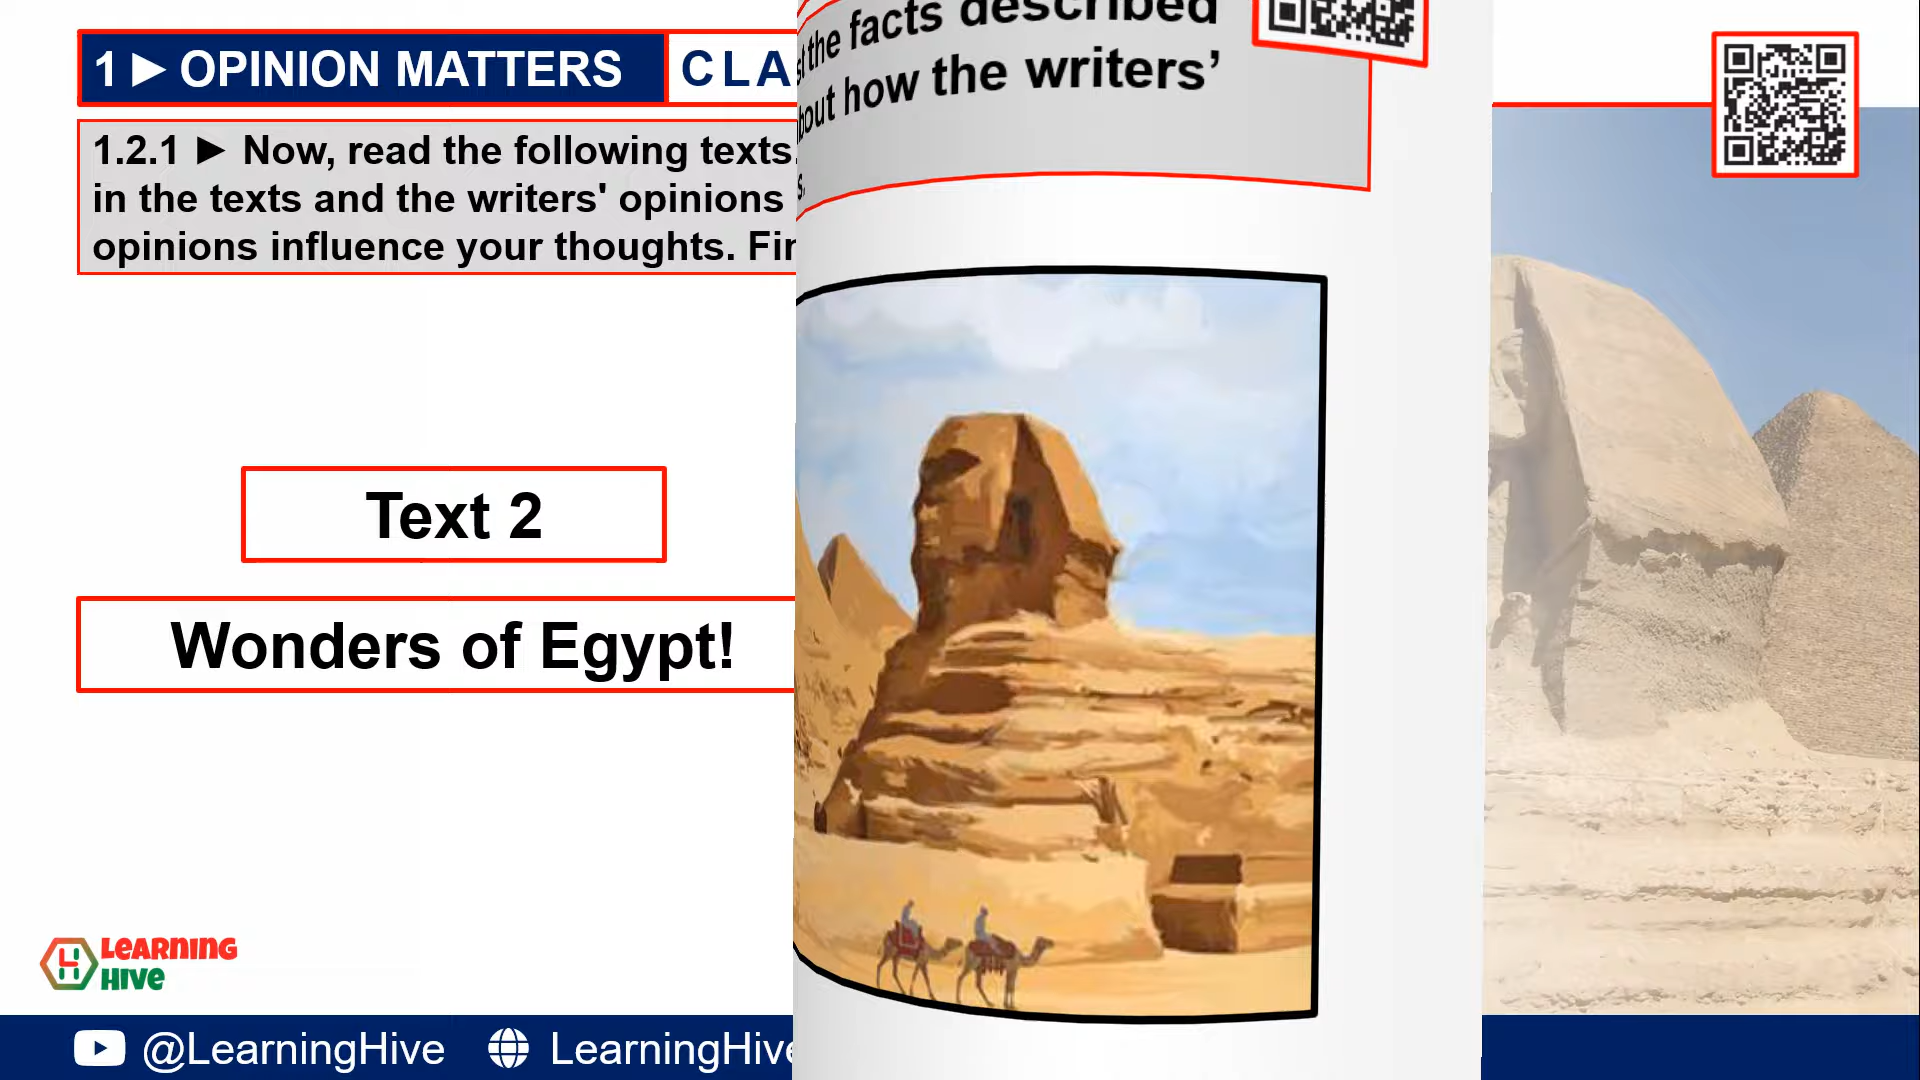 1 ► OPINION MATTERS CLA
1.2.1 ► Now, read the following texts.
in the texts and the writers' opinions
opinions influence your thoughts.
the facts described
how the writers’
Text 2
Wonders of Egypt!
LEARNING
HIVE
@LearningHive LearningHive